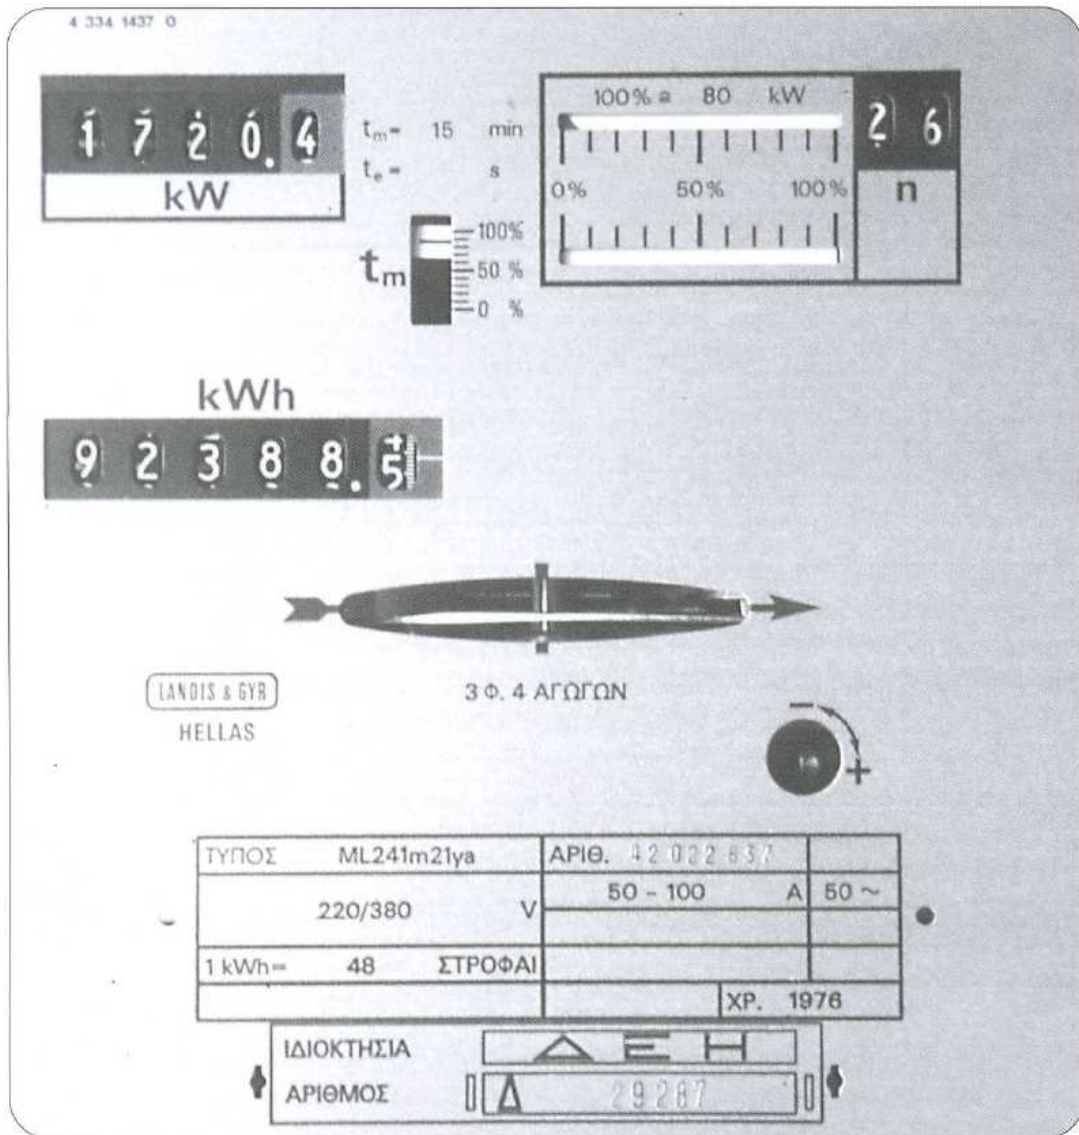 4 334 1437 0
1 7 2 0 . 4
kW
tm= 15 min
te= s
tm
100%
50 %
0 %
100% ≙ 80 kW
0% 50% 100%
2 6
n
kWh
9 2 3 8 8 . 5
LANDIS & GYR
HELLAS
3 Φ. 4 ΑΓΩΓΩΝ
− +
ΤΥΠΟΣ ML241m21ya ΑΡΙΘ. 42 022 837
220/380 V 50 - 100 A 50 ~
1 kWh= 48 ΣΤΡΟΦΑΙ
ΧΡ. 1976
ΙΔΙΟΚΤΗΣΙΑ ΔΕΗ
ΑΡΙΘΜΟΣ Δ 29287